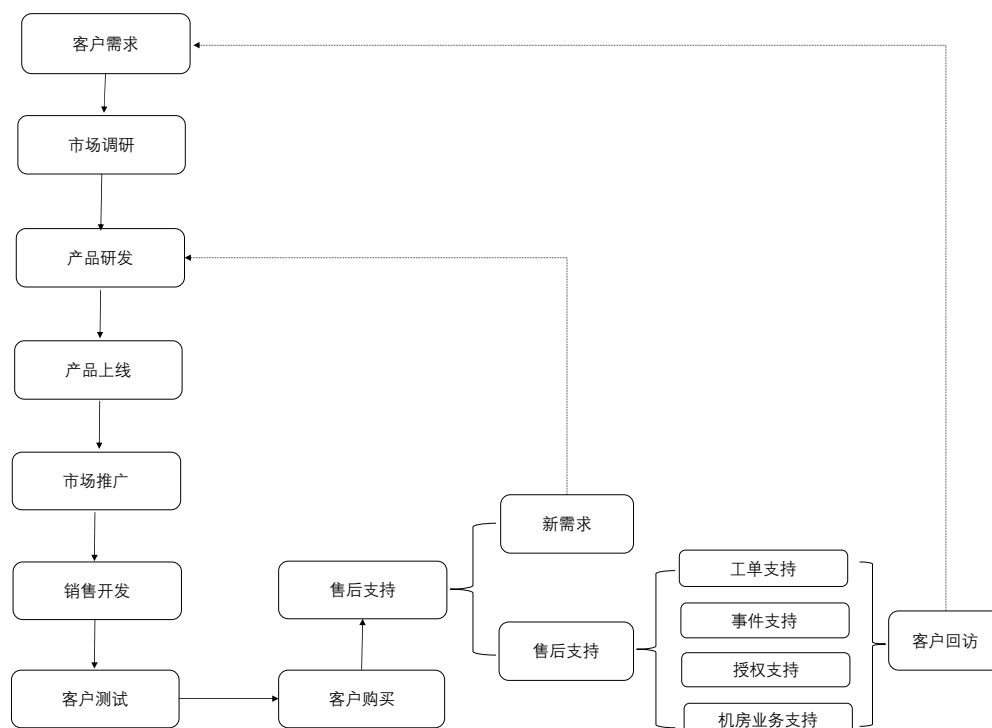 客户需求
市场调研
产品研发
产品上线
市场推广
新需求
工单支持
销售开发
售后支持
事件支持
售后支持
客户回访
授权支持
客户测试
客户购买
机房业务支持